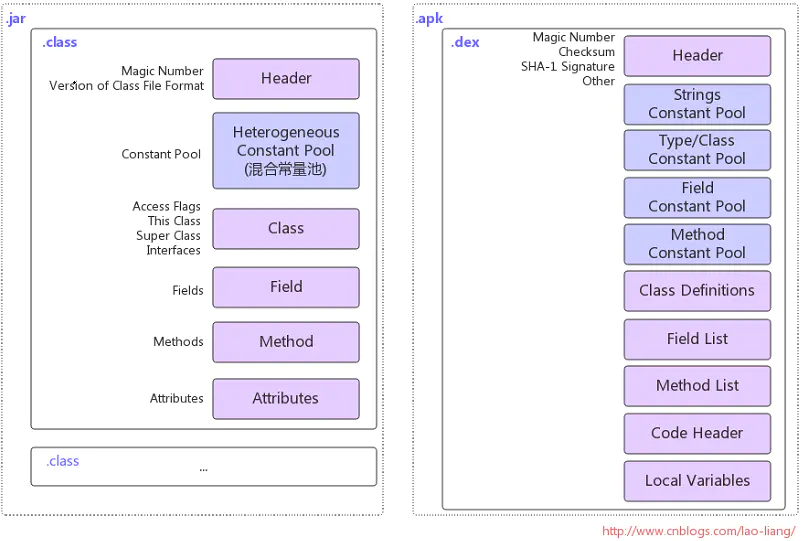 .jar
.class
Magic Number
Version of Class File Format
Header
Constant Pool
Heterogeneous
Constant Pool
(混合常量池)
Access Flags
This Class
Super Class
Interfaces
Class
Fields
Field
Methods
Method
Attributes
Attributes
.class
...
.apk
.dex
Magic Number
Checksum
SHA-1 Signature
Other
Header
Strings
Constant Pool
Type/Class
Constant Pool
Field
Constant Pool
Method
Constant Pool
Class Definitions
Field List
Method List
Code Header
Local Variables
http://www.cnblogs.com/lao-liang/